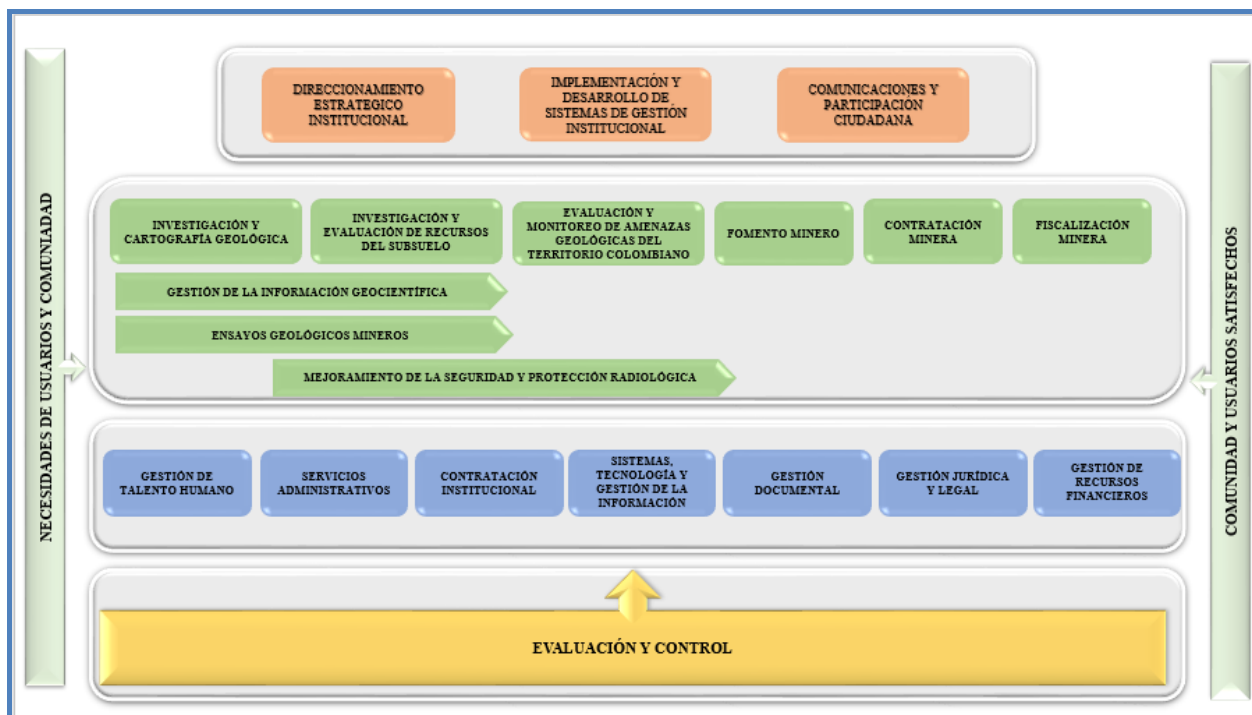 NECESIDADES DE USUARIOS Y COMUNIADAD
DIRECCIONAMIENTO
ESTRATEGICO
INSTITUCIONAL
IMPLEMENTACIÓN Y
DESARROLLO DE
SISTEMAS DE GESTIÓN
INSTITUCIONAL
COMUNICACIONES Y
PARTICIPACIÓN
CIUDADANA
INVESTIGACIÓN Y
CARTOGRAFÍA GEOLÓGICA
INVESTIGACIÓN Y
EVALUACIÓN DE RECURSOS
DEL SUBSUELO
EVALUACIÓN Y
MONITOREO DE AMENAZAS
GEOLÓGICAS DEL
TERRITORIO COLOMBIANO
FOMENTO MINERO
CONTRATACIÓN
MINERA
FISCALIZACIÓN
MINERA
GESTIÓN DE LA INFORMACIÓN GEOCIENTÍFICA
ENSAYOS GEOLÓGICOS MINEROS
MEJORAMIENTO DE LA SEGURIDAD Y PROTECCIÓN RADIOLÓGICA
GESTIÓN DE
TALENTO HUMANO
SERVICIOS
ADMINISTRATIVOS
CONTRATACIÓN
INSTITUCIONAL
SISTEMAS,
TECNOLOGÍA Y
GESTIÓN DE LA
INFORMACIÓN
GESTIÓN
DOCUMENTAL
GESTIÓN JURÍDICA
Y LEGAL
GESTIÓN DE
RECURSOS
FINANCIEROS
EVALUACIÓN Y CONTROL
COMUNIDAD Y USUARIOS SATISFECHOS